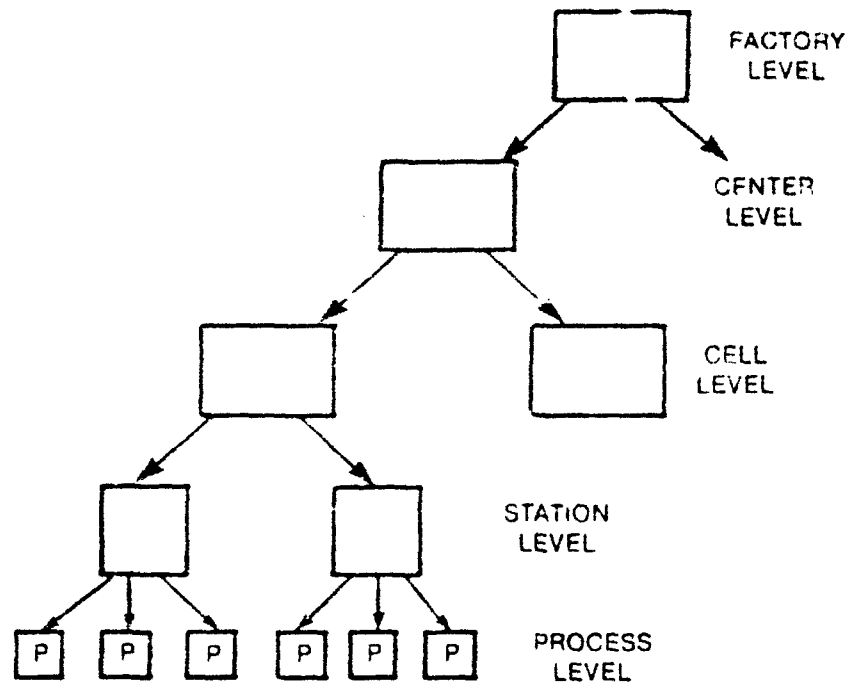 FACTORY
LEVEL
CENTER
LEVEL
CELL
LEVEL
STATION
LEVEL
P P P P P P
PROCESS
LEVEL